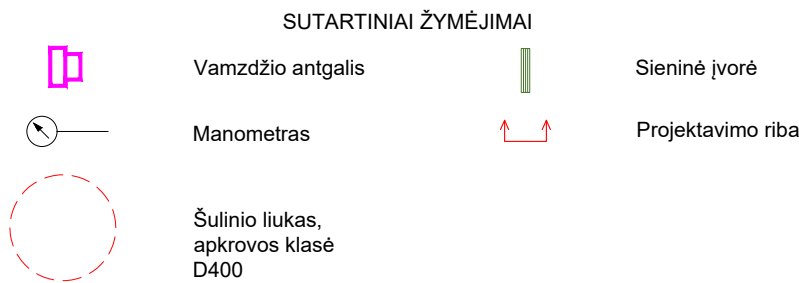 SUTARTINIAI ŽYMĖJIMAI
Vamzdžio antgalis
Sieninė įvorė
Manometras
Projektavimo riba
Šulinio liukas,
apkrovos klasė
D400